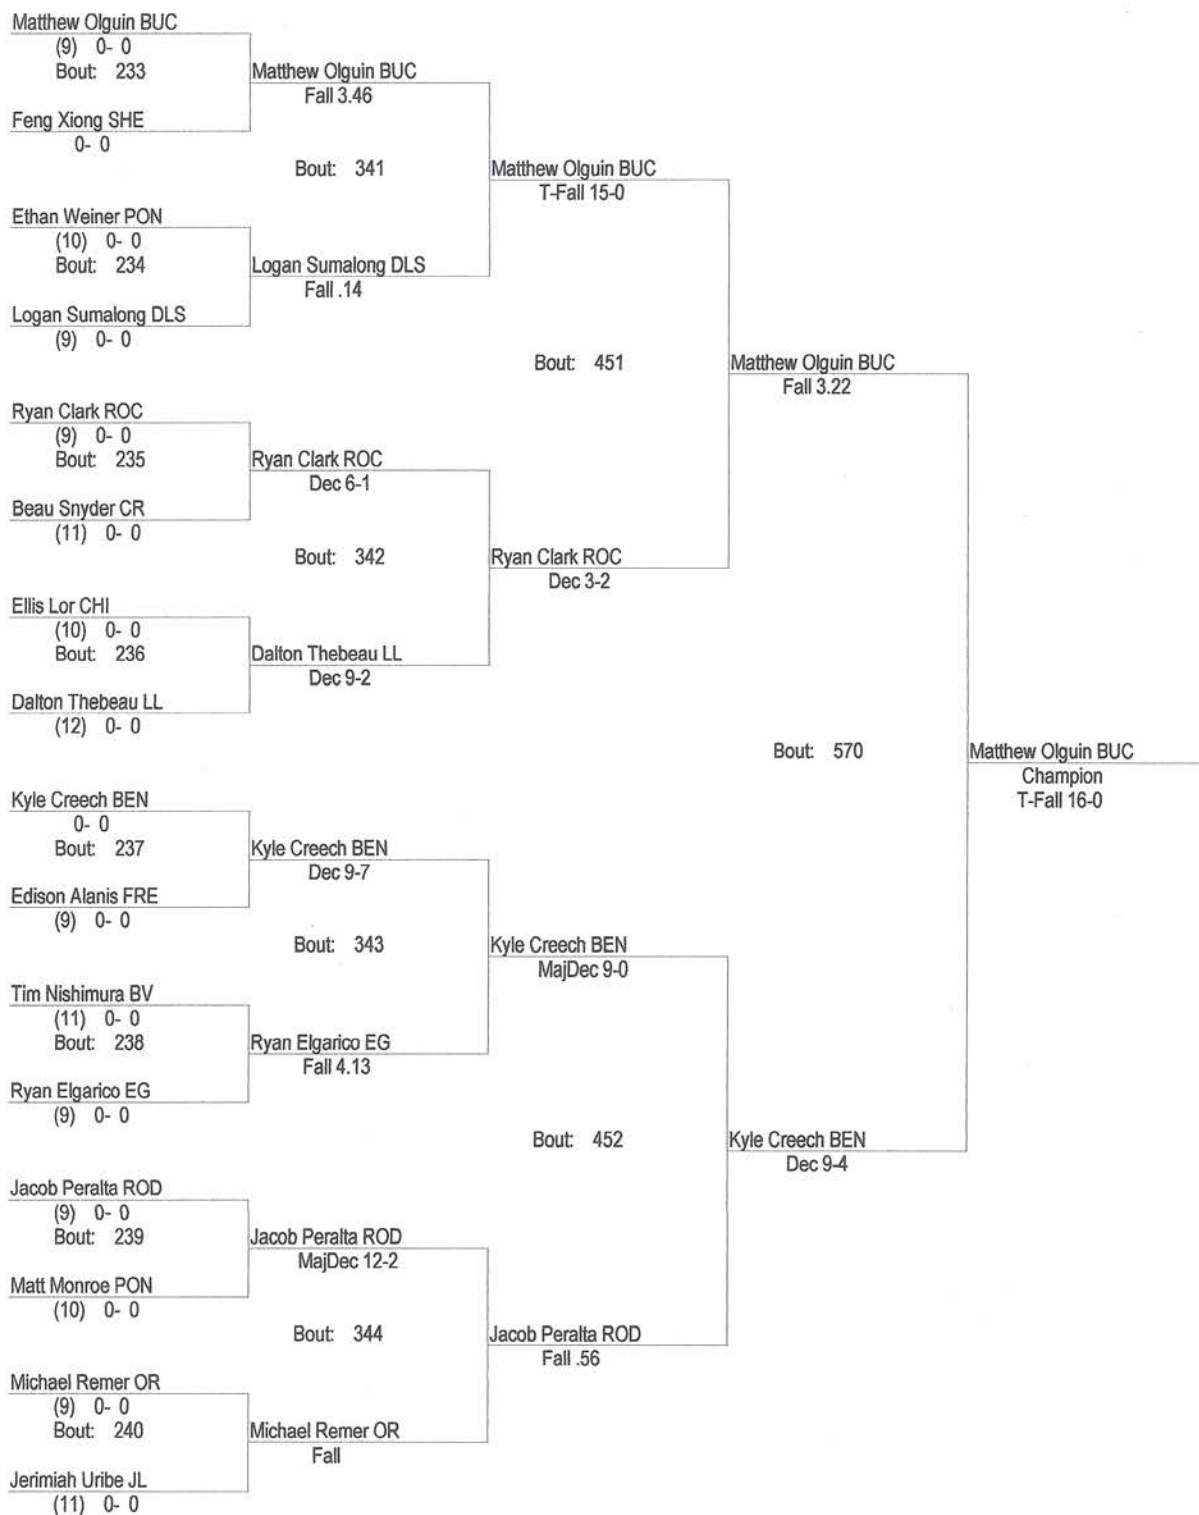 Matthew Olguin BUC
(9) 0- 0
Bout: 233
Matthew Olguin BUC
Fall 3.46
Feng Xiong SHE
0- 0
Bout: 341
Matthew Olguin BUC
T-Fall 15-0
Ethan Weiner PON
(10) 0- 0
Bout: 234
Logan Sumalong DLS
Fall .14
Logan Sumalong DLS
(9) 0- 0
Bout: 451
Matthew Olguin BUC
Fall 3.22
Ryan Clark ROC
(9) 0- 0
Bout: 235
Ryan Clark ROC
Dec 6-1
Beau Snyder CR
(11) 0- 0
Bout: 342
Ryan Clark ROC
Dec 3-2
Ellis Lor CHI
(10) 0- 0
Bout: 236
Dalton Thebeau LL
Dec 9-2
Dalton Thebeau LL
(12) 0- 0
Bout: 570
Matthew Olguin BUC
Champion
T-Fall 16-0
Kyle Creech BEN
0- 0
Bout: 237
Kyle Creech BEN
Dec 9-7
Edison Alanis FRE
(9) 0- 0
Bout: 343
Kyle Creech BEN
MajDec 9-0
Tim Nishimura BV
(11) 0- 0
Bout: 238
Ryan Elgarico EG
Fall 4.13
Ryan Elgarico EG
(9) 0- 0
Bout: 452
Kyle Creech BEN
Dec 9-4
Jacob Peralta ROD
(9) 0- 0
Bout: 239
Jacob Peralta ROD
MajDec 12-2
Matt Monroe PON
(10) 0- 0
Bout: 344
Jacob Peralta ROD
Fall .56
Michael Remer OR
(9) 0- 0
Bout: 240
Michael Remer OR
Fall
Jerimiah Uribe JL
(11) 0- 0